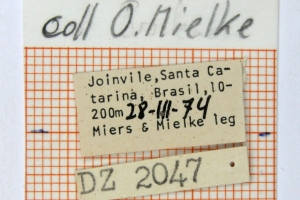 coll O. Mielke
Joinvile, Santa Ca-
tarina, Brasil, 10-
200m 28-III-74
Miers & Mielke leg
DZ 2047